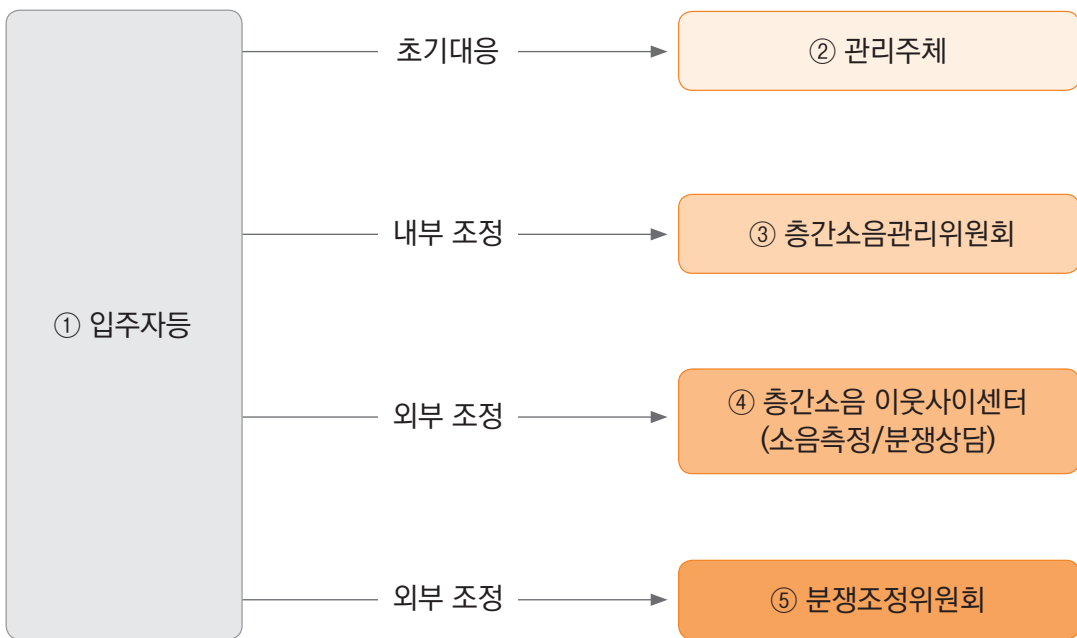 ① 입주자등
초기대응
② 관리주체
내부 조정
③ 층간소음관리위원회
외부 조정
④ 층간소음 이웃사이센터
(소음측정/분쟁상담)
외부 조정
⑤ 분쟁조정위원회